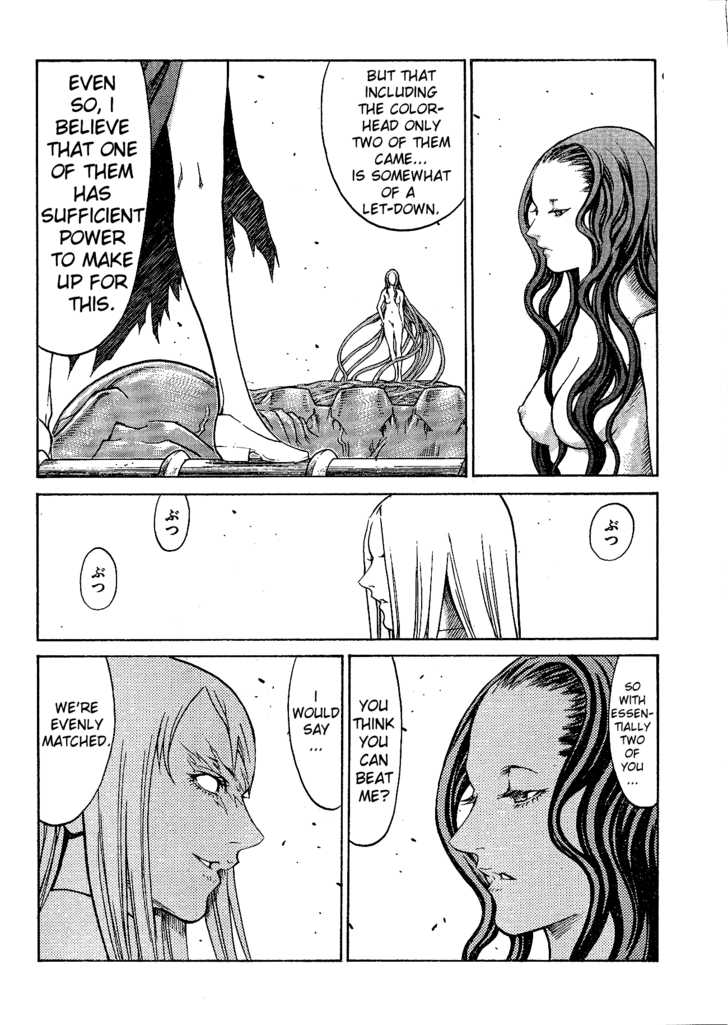 BUT THAT
INCLUDING
THE COLOR-
HEAD ONLY
TWO OF THEM
CAME...
IS SOMEWHAT
OF A
LET-DOWN.
EVEN
SO, I
BELIEVE
THAT ONE
OF THEM
HAS
SUFFICIENT
POWER
TO MAKE
UP FOR
THIS.
ぶつ
ぶつ
ぶつ
SO
WITH
ESSEN-
TIALLY
TWO
OF
YOU
...
YOU
THINK
YOU
CAN
BEAT
ME?
I
WOULD
SAY
...
WE'RE
EVENLY
MATCHED.